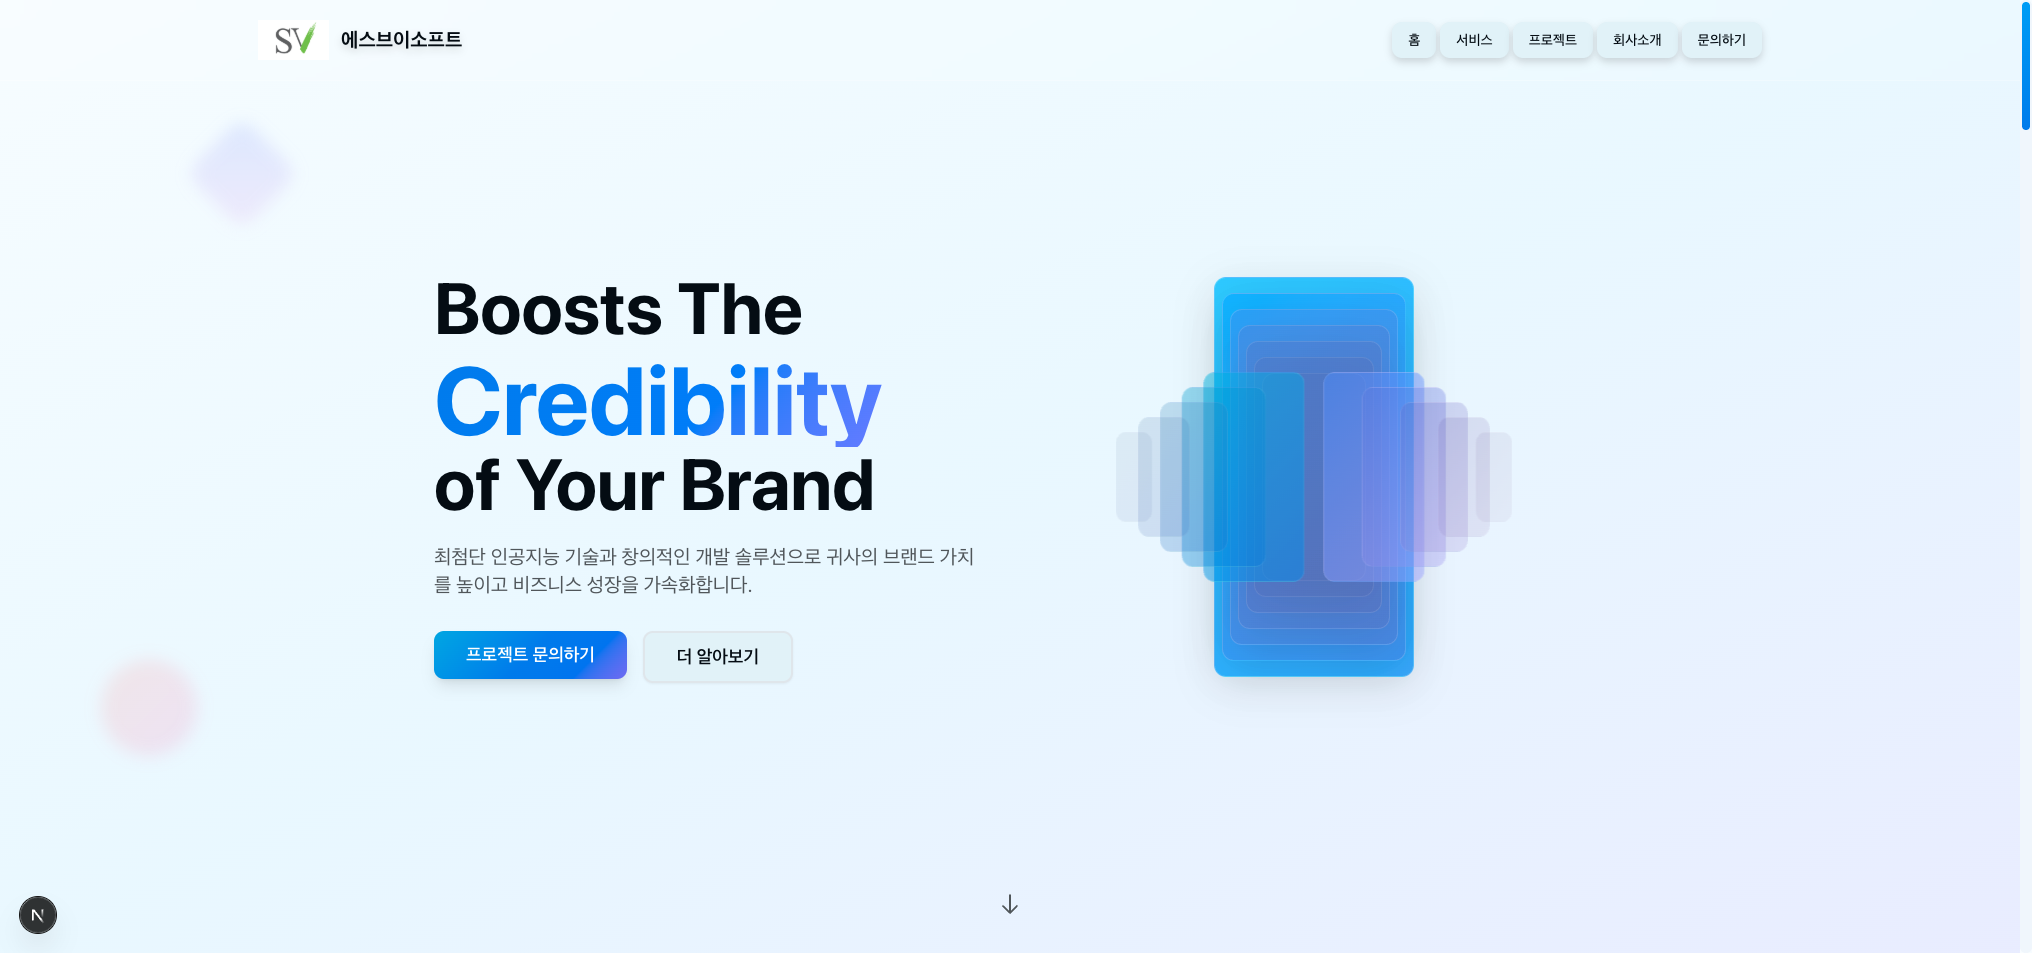 SV
에스브이소프트
홈
서비스
프로젝트
회사소개
문의하기
Boosts The
Credibility
of Your Brand
최첨단 인공지능 기술과 창의적인 개발 솔루션으로 귀사의 브랜드 가치
를 높이고 비즈니스 성장을 가속화합니다.
프로젝트 문의하기
더 알아보기
N